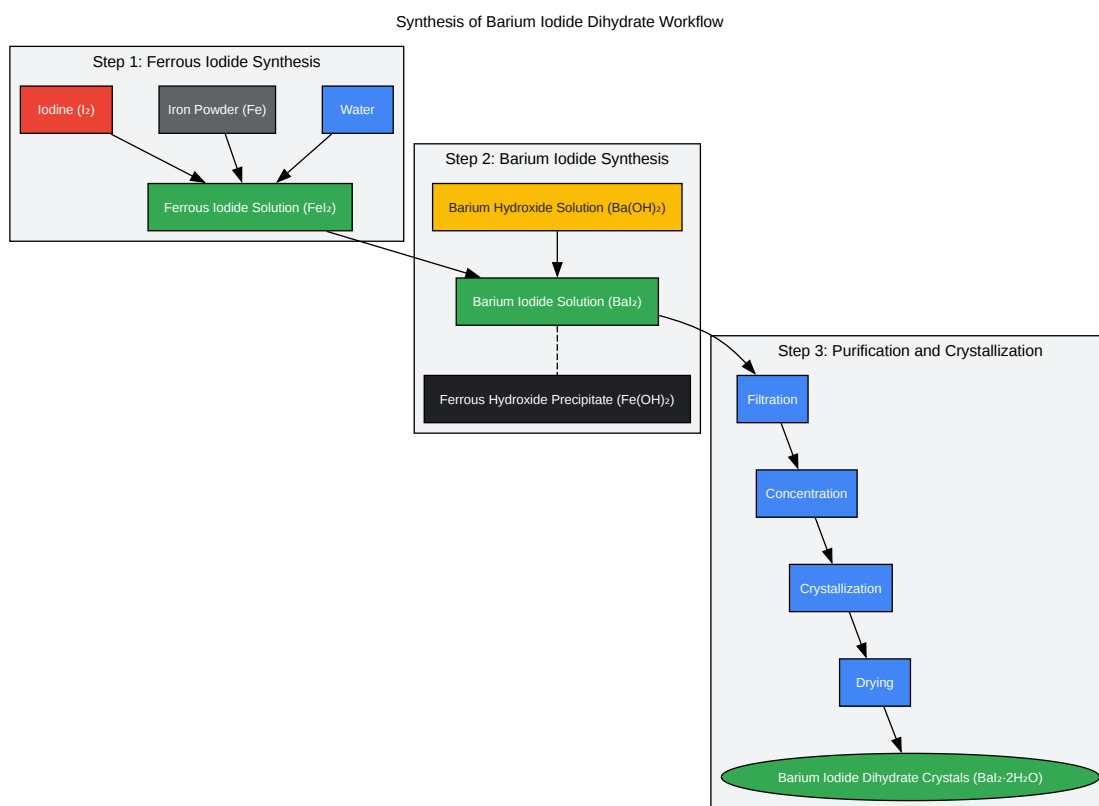 Synthesis of Barium Iodide Dihydrate Workflow
Step 1: Ferrous Iodide Synthesis
Iodine (I₂)
Iron Powder (Fe)
Water
Ferrous Iodide Solution (FeI₂)
Step 2: Barium Iodide Synthesis
Barium Hydroxide Solution (Ba(OH)₂)
Barium Iodide Solution (BaI₂)
Ferrous Hydroxide Precipitate (Fe(OH)₂)
Step 3: Purification and Crystallization
Filtration
Concentration
Crystallization
Drying
Barium Iodide Dihydrate Crystals (BaI₂·2H₂O)